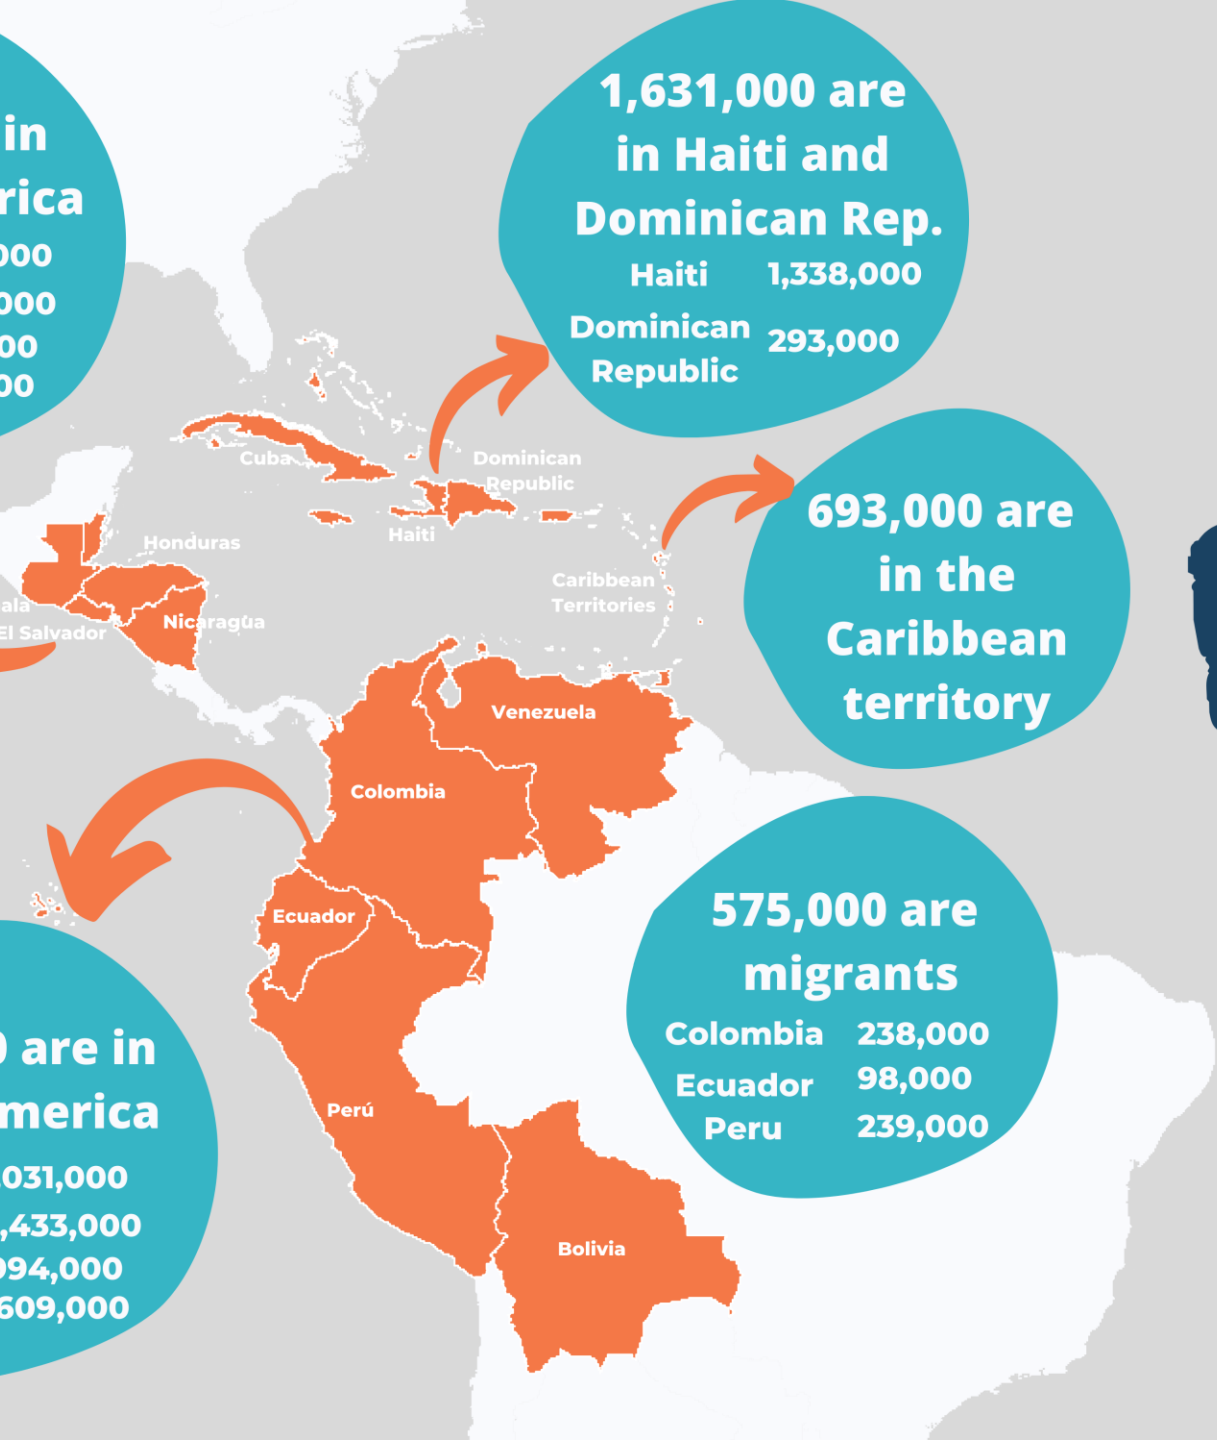 in
000
000
00
00
1,631,000 are
in Haiti and
Dominican Rep.
Haiti 1,338,000
Dominican
Republic 293,000
Cuba
Dominican
Republic
Haiti
Honduras
Caribbean
Territories
El Salvador
Nicaragua
693,000 are
in the
Caribbean
territory
Venezuela
Colombia
Ecuador
Perú
Bolivia
575,000 are
migrants
Colombia 238,000
Ecuador 98,000
Peru 239,000
are in
031,000
,433,000
994,000
609,000